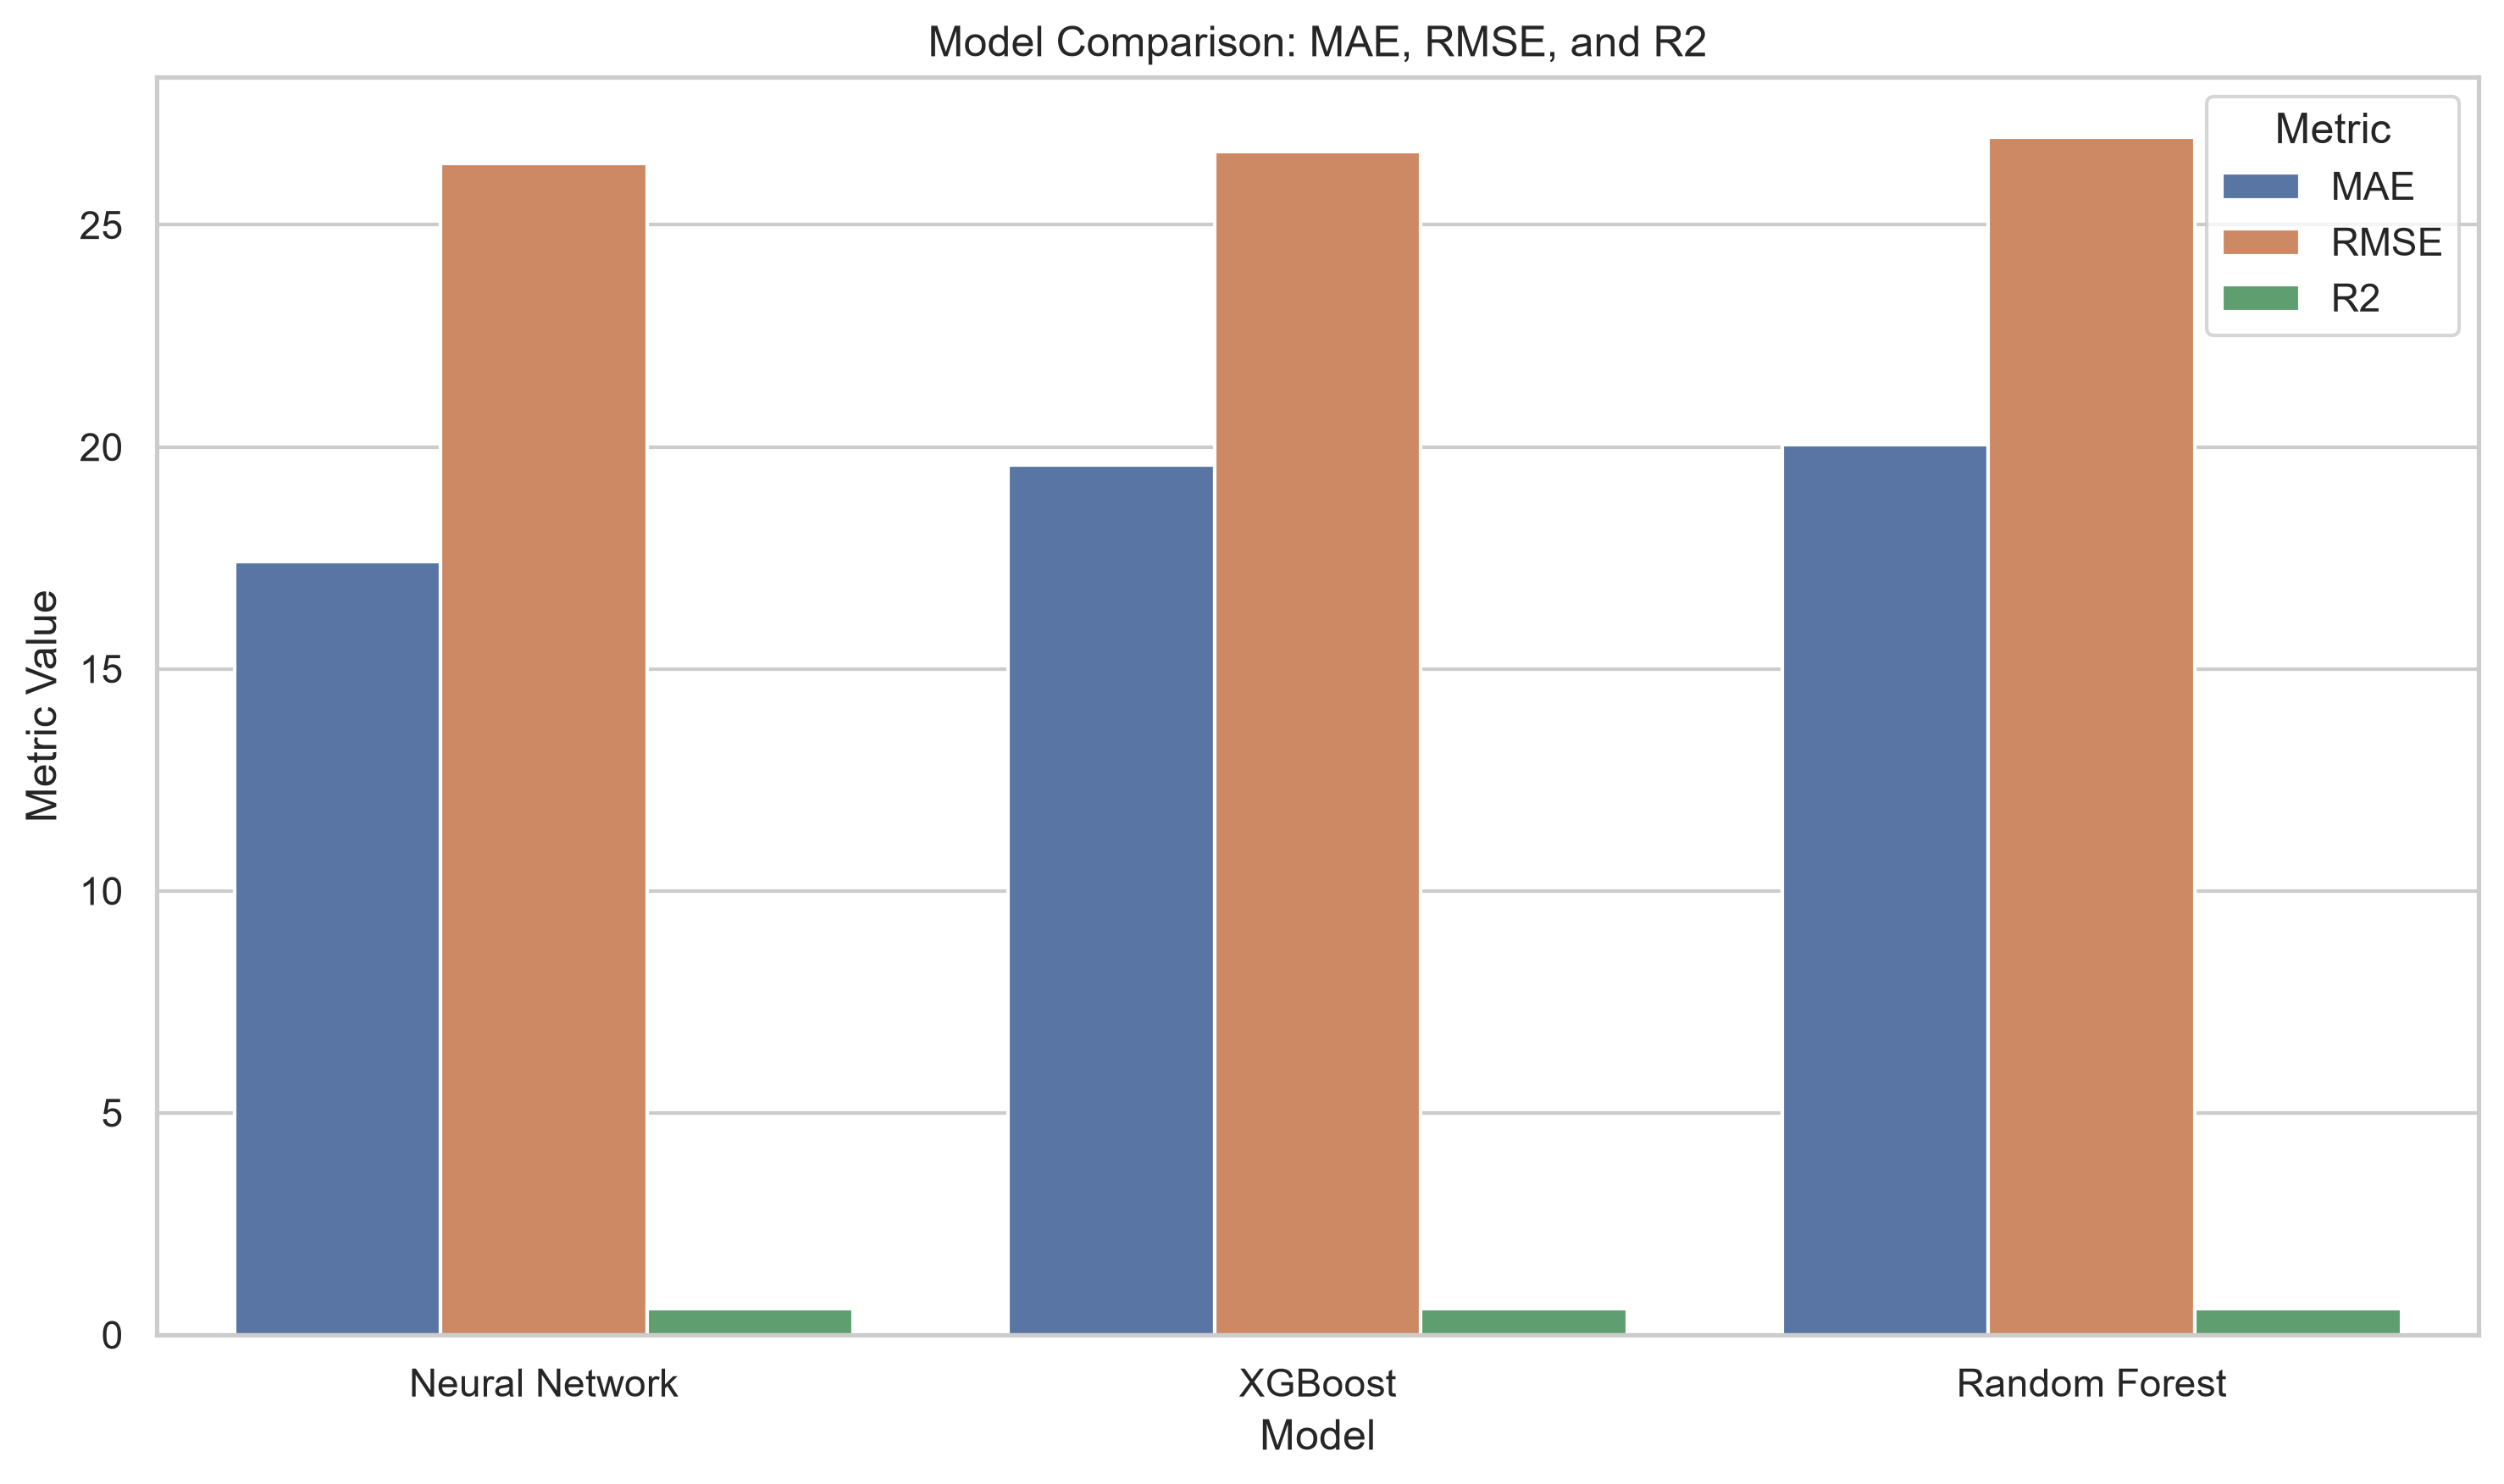 Model Comparison: MAE, RMSE, and R2
Metric
MAE
RMSE
R2
Metric Value
25
20
15
10
5
0
Neural Network
XGBoost
Random Forest
Model